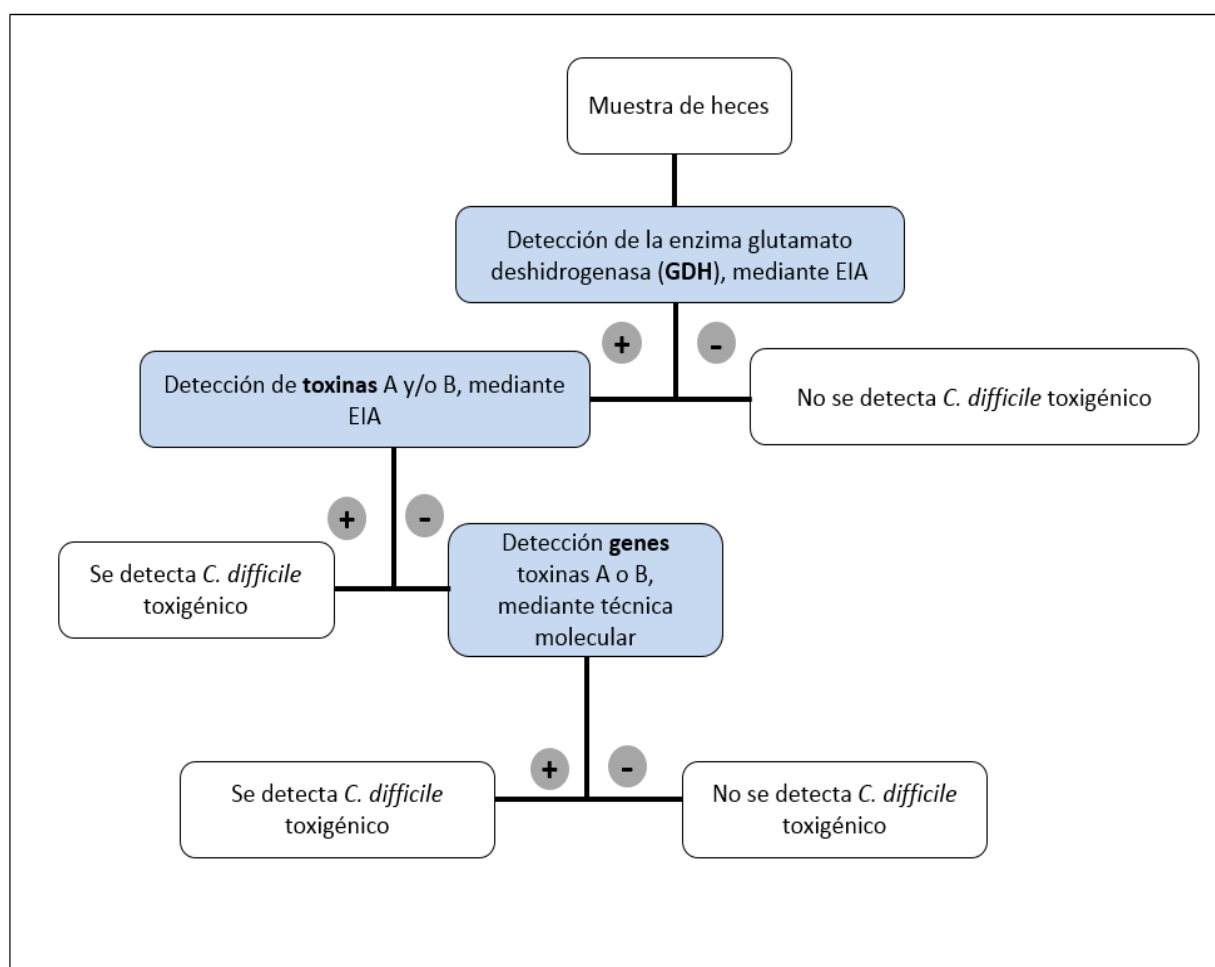 Muestra de heces
Detección de la enzima glutamato
deshidrogenasa (GDH), mediante EIA
+
-
Detección de toxinas A y/o B, mediante
EIA
No se detecta C. difficile toxigénico
+
-
Se detecta C. difficile
toxigénico
Detección genes
toxinas A o B,
mediante técnica
molecular
+
-
Se detecta C. difficile
toxigénico
No se detecta C. difficile
toxigénico